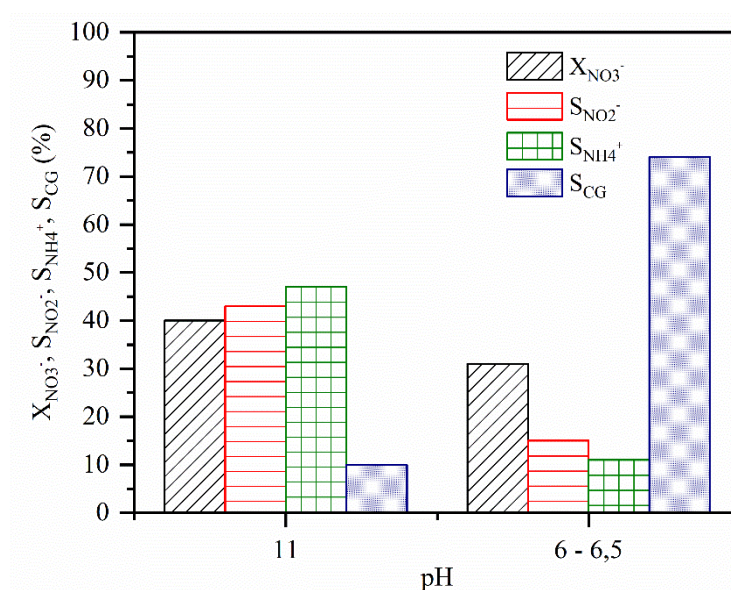 X_NO3⁻, S_NO2⁻, S_NH4⁺, S_CG (%)
100
90
80
70
60
50
40
30
20
10
0
X_NO3⁻
S_NO2⁻
S_NH4⁺
S_CG
11
6 - 6,5
pH